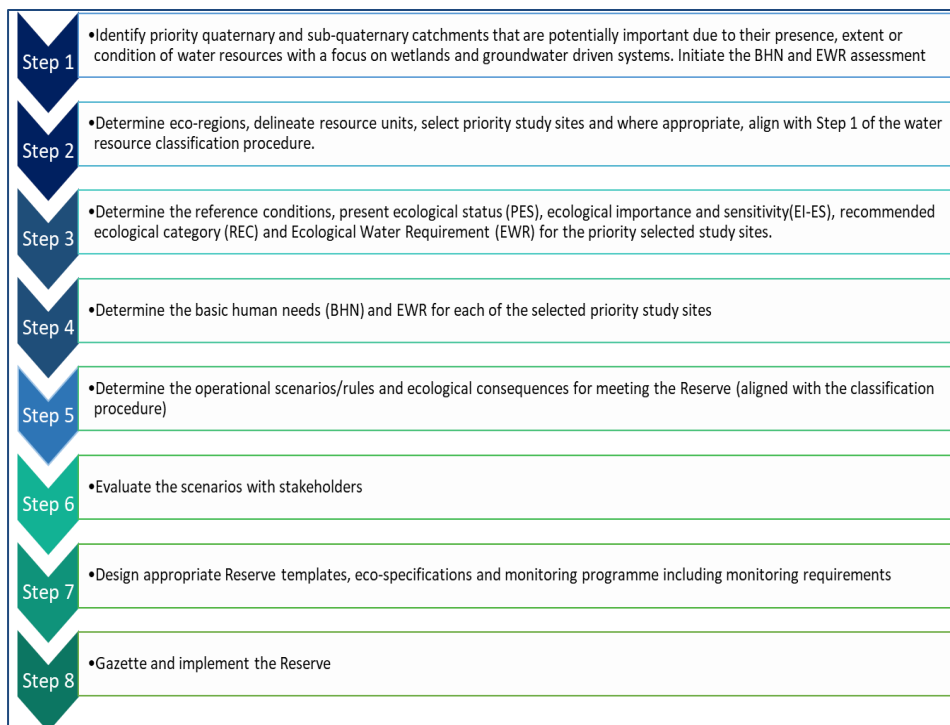 Step 1
•Identify priority quaternary and sub-quaternary catchments that are potentially important due to their presence, extent or
condition of water resources with a focus on wetlands and groundwater driven systems. Initiate the BHN and EWR assessment
Step 2
•Determine eco-regions, delineate resource units, select priority study sites and where appropriate, align with Step 1 of the water
resource classification procedure.
Step 3
•Determine the reference conditions, present ecological status (PES), ecological importance and sensitivity(EI-ES), recommended
ecological category (REC) and Ecological Water Requirement (EWR) for the priority selected study sites.
Step 4
•Determine the basic human needs (BHN) and EWR for each of the selected priority study sites
Step 5
•Determine the operational scenarios/rules and ecological consequences for meeting the Reserve (aligned with the classification
procedure)
Step 6
•Evaluate the scenarios with stakeholders
Step 7
•Design appropriate Reserve templates, eco-specifications and monitoring programme including monitoring requirements
Step 8
•Gazette and implement the Reserve